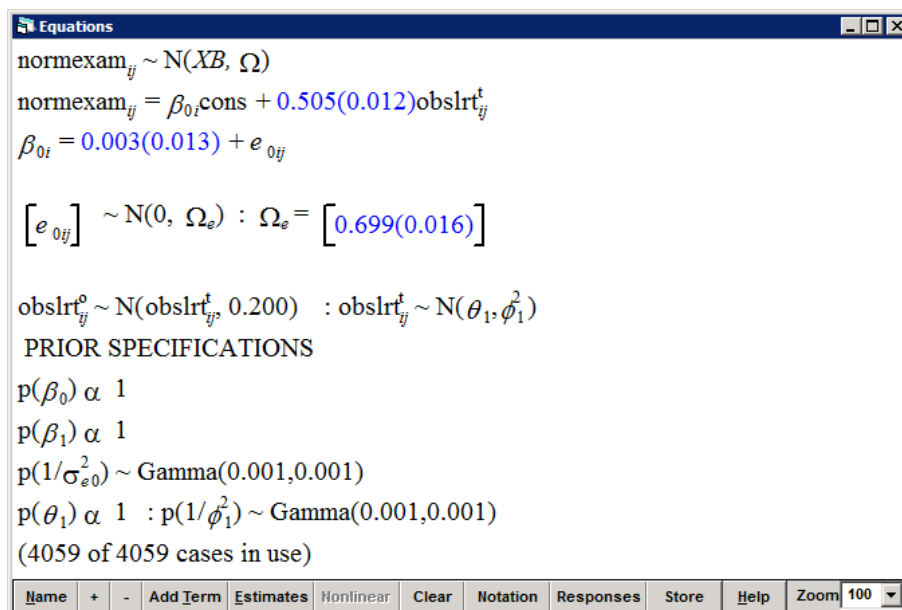 Equations
normexam_ij ~ N(XB, Ω)
normexam_ij = β_0i cons + 0.505(0.012)obslrt^t_ij
β_0i = 0.003(0.013) + e_0ij
[e_0ij] ~ N(0, Ω_e) : Ω_e = [0.699(0.016)]
obslrt^o_ij ~ N(obslrt^t_ij, 0.200) : obslrt^t_ij ~ N(θ_1, ϕ^2_1)
PRIOR SPECIFICATIONS
p(β_0) α 1
p(β_1) α 1
p(1/σ^2_e0) ~ Gamma(0.001,0.001)
p(θ_1) α 1 : p(1/ϕ^2_1) ~ Gamma(0.001,0.001)
(4059 of 4059 cases in use)
Name + - Add Term Estimates Nonlinear Clear Notation Responses Store Help Zoom 100